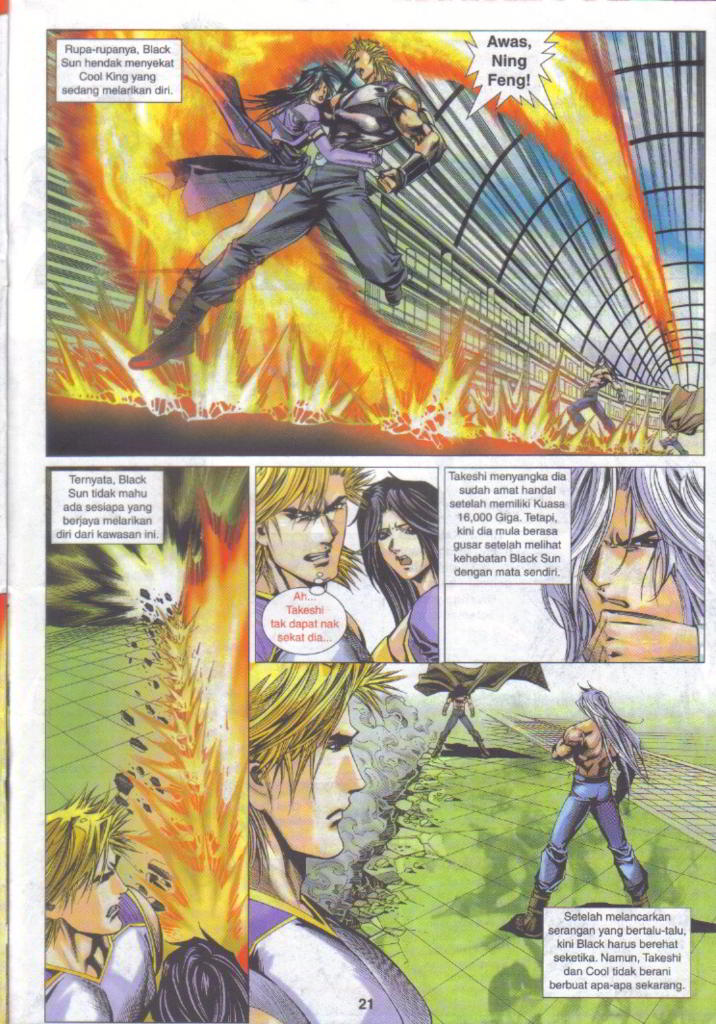 Rupa-rupanya, Black
Sun hendak menyekat
Cool King yang
sedang melarikan diri.
Awas,
Ning
Feng!
Ternyata, Black
Sun tidak mahu
ada sesiapa yang
berjaya melarikan
diri dari kawasan ini.
Ah...
Takeshi
tak dapat nak
sekat dia...
Takeshi menyangka dia
sudah amat handal
setelah memiliki Kuasa
16,000 Giga. Tetapi,
kini dia mula berasa
gusar setelah melihat
kehebatan Black Sun
dengan mata sendiri.
Setelah melancarkan
serangan yang bertalu-talu,
kini Black harus berehat
seketika. Namun, Takeshi
dan Cool tidak berani
berbuat apa-apa sekarang.
21